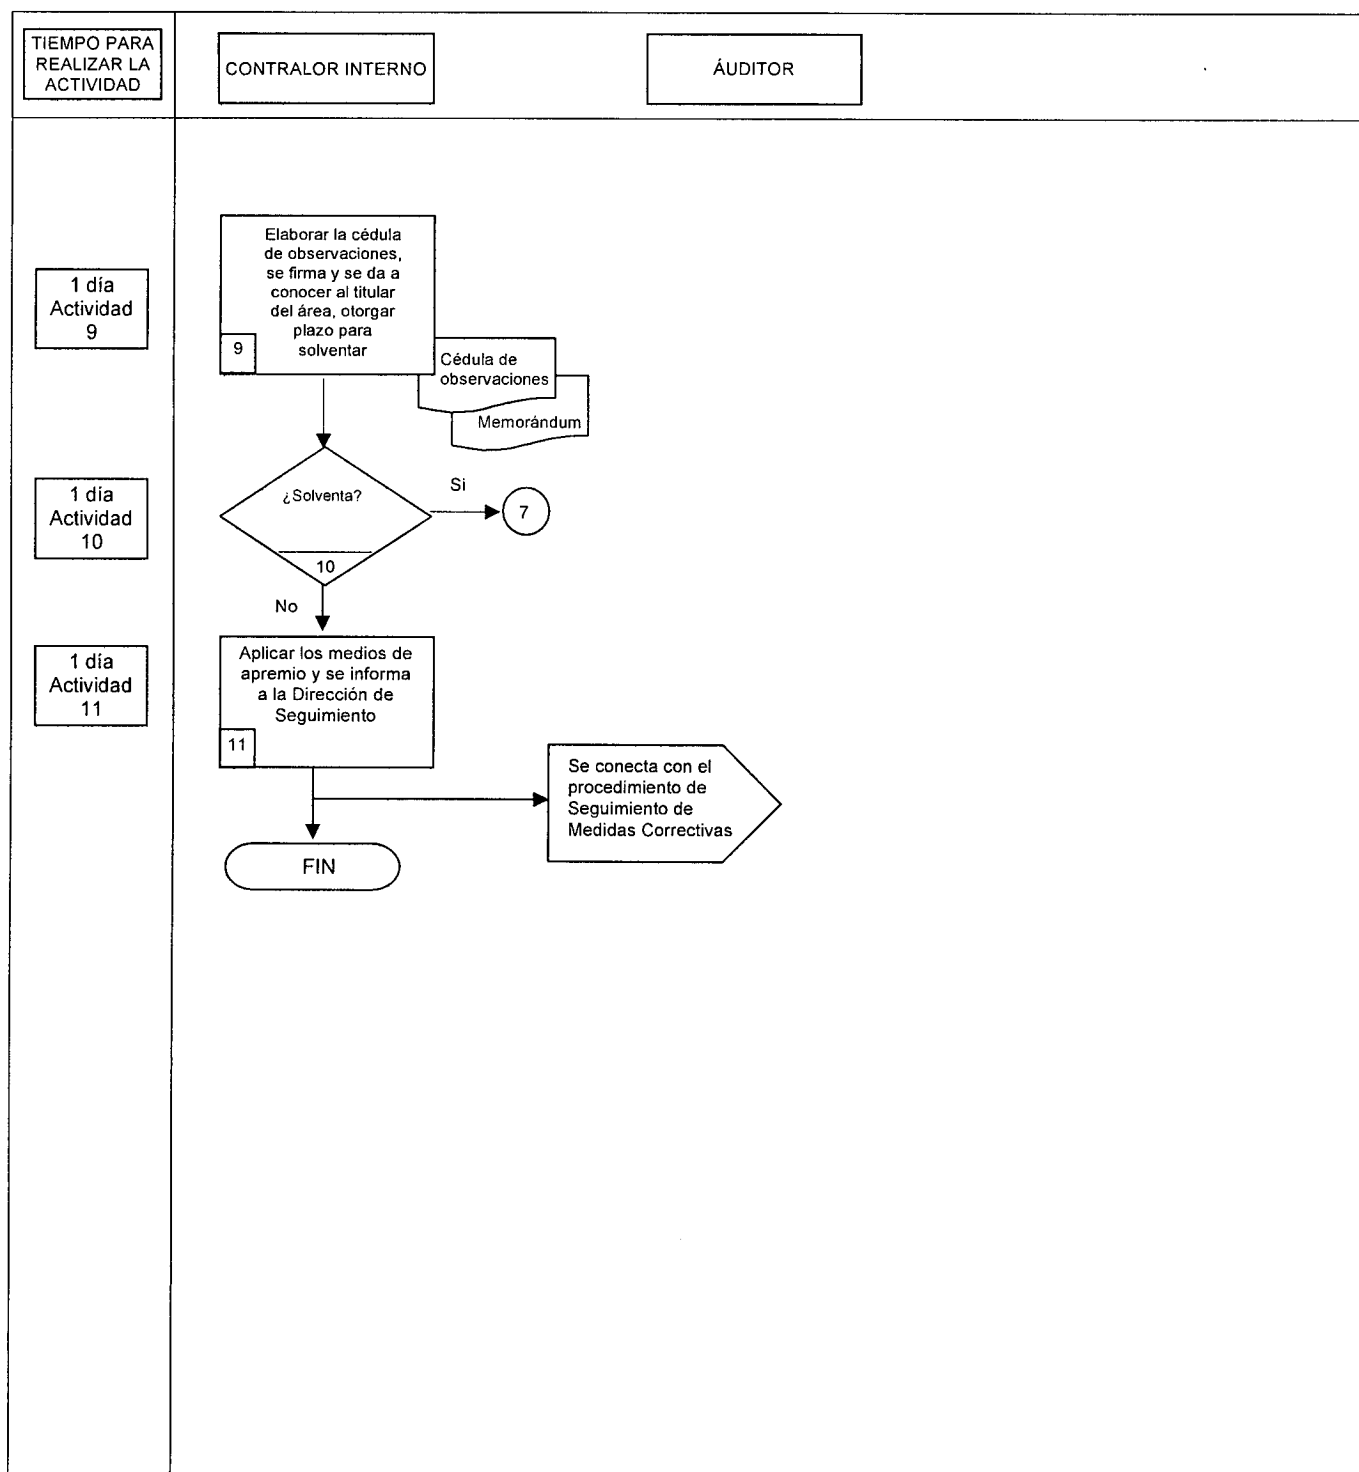 TIEMPO PARA
REALIZAR LA
ACTIVIDAD
CONTRALOR INTERNO
ÁUDITOR
1 día
Actividad
9
Elaborar la cédula
de observaciones,
se firma y se da a
conocer al titular
del área, otorgar
plazo para
solventar
9
Cédula de
observaciones
Memorándum
1 día
Actividad
10
¿Solventa?
10
Si
7
No
1 día
Actividad
11
Aplicar los medios de
apremio y se informa
a la Dirección de
Seguimiento
11
Se conecta con el
procedimiento de
Seguimiento de
Medidas Correctivas
FIN